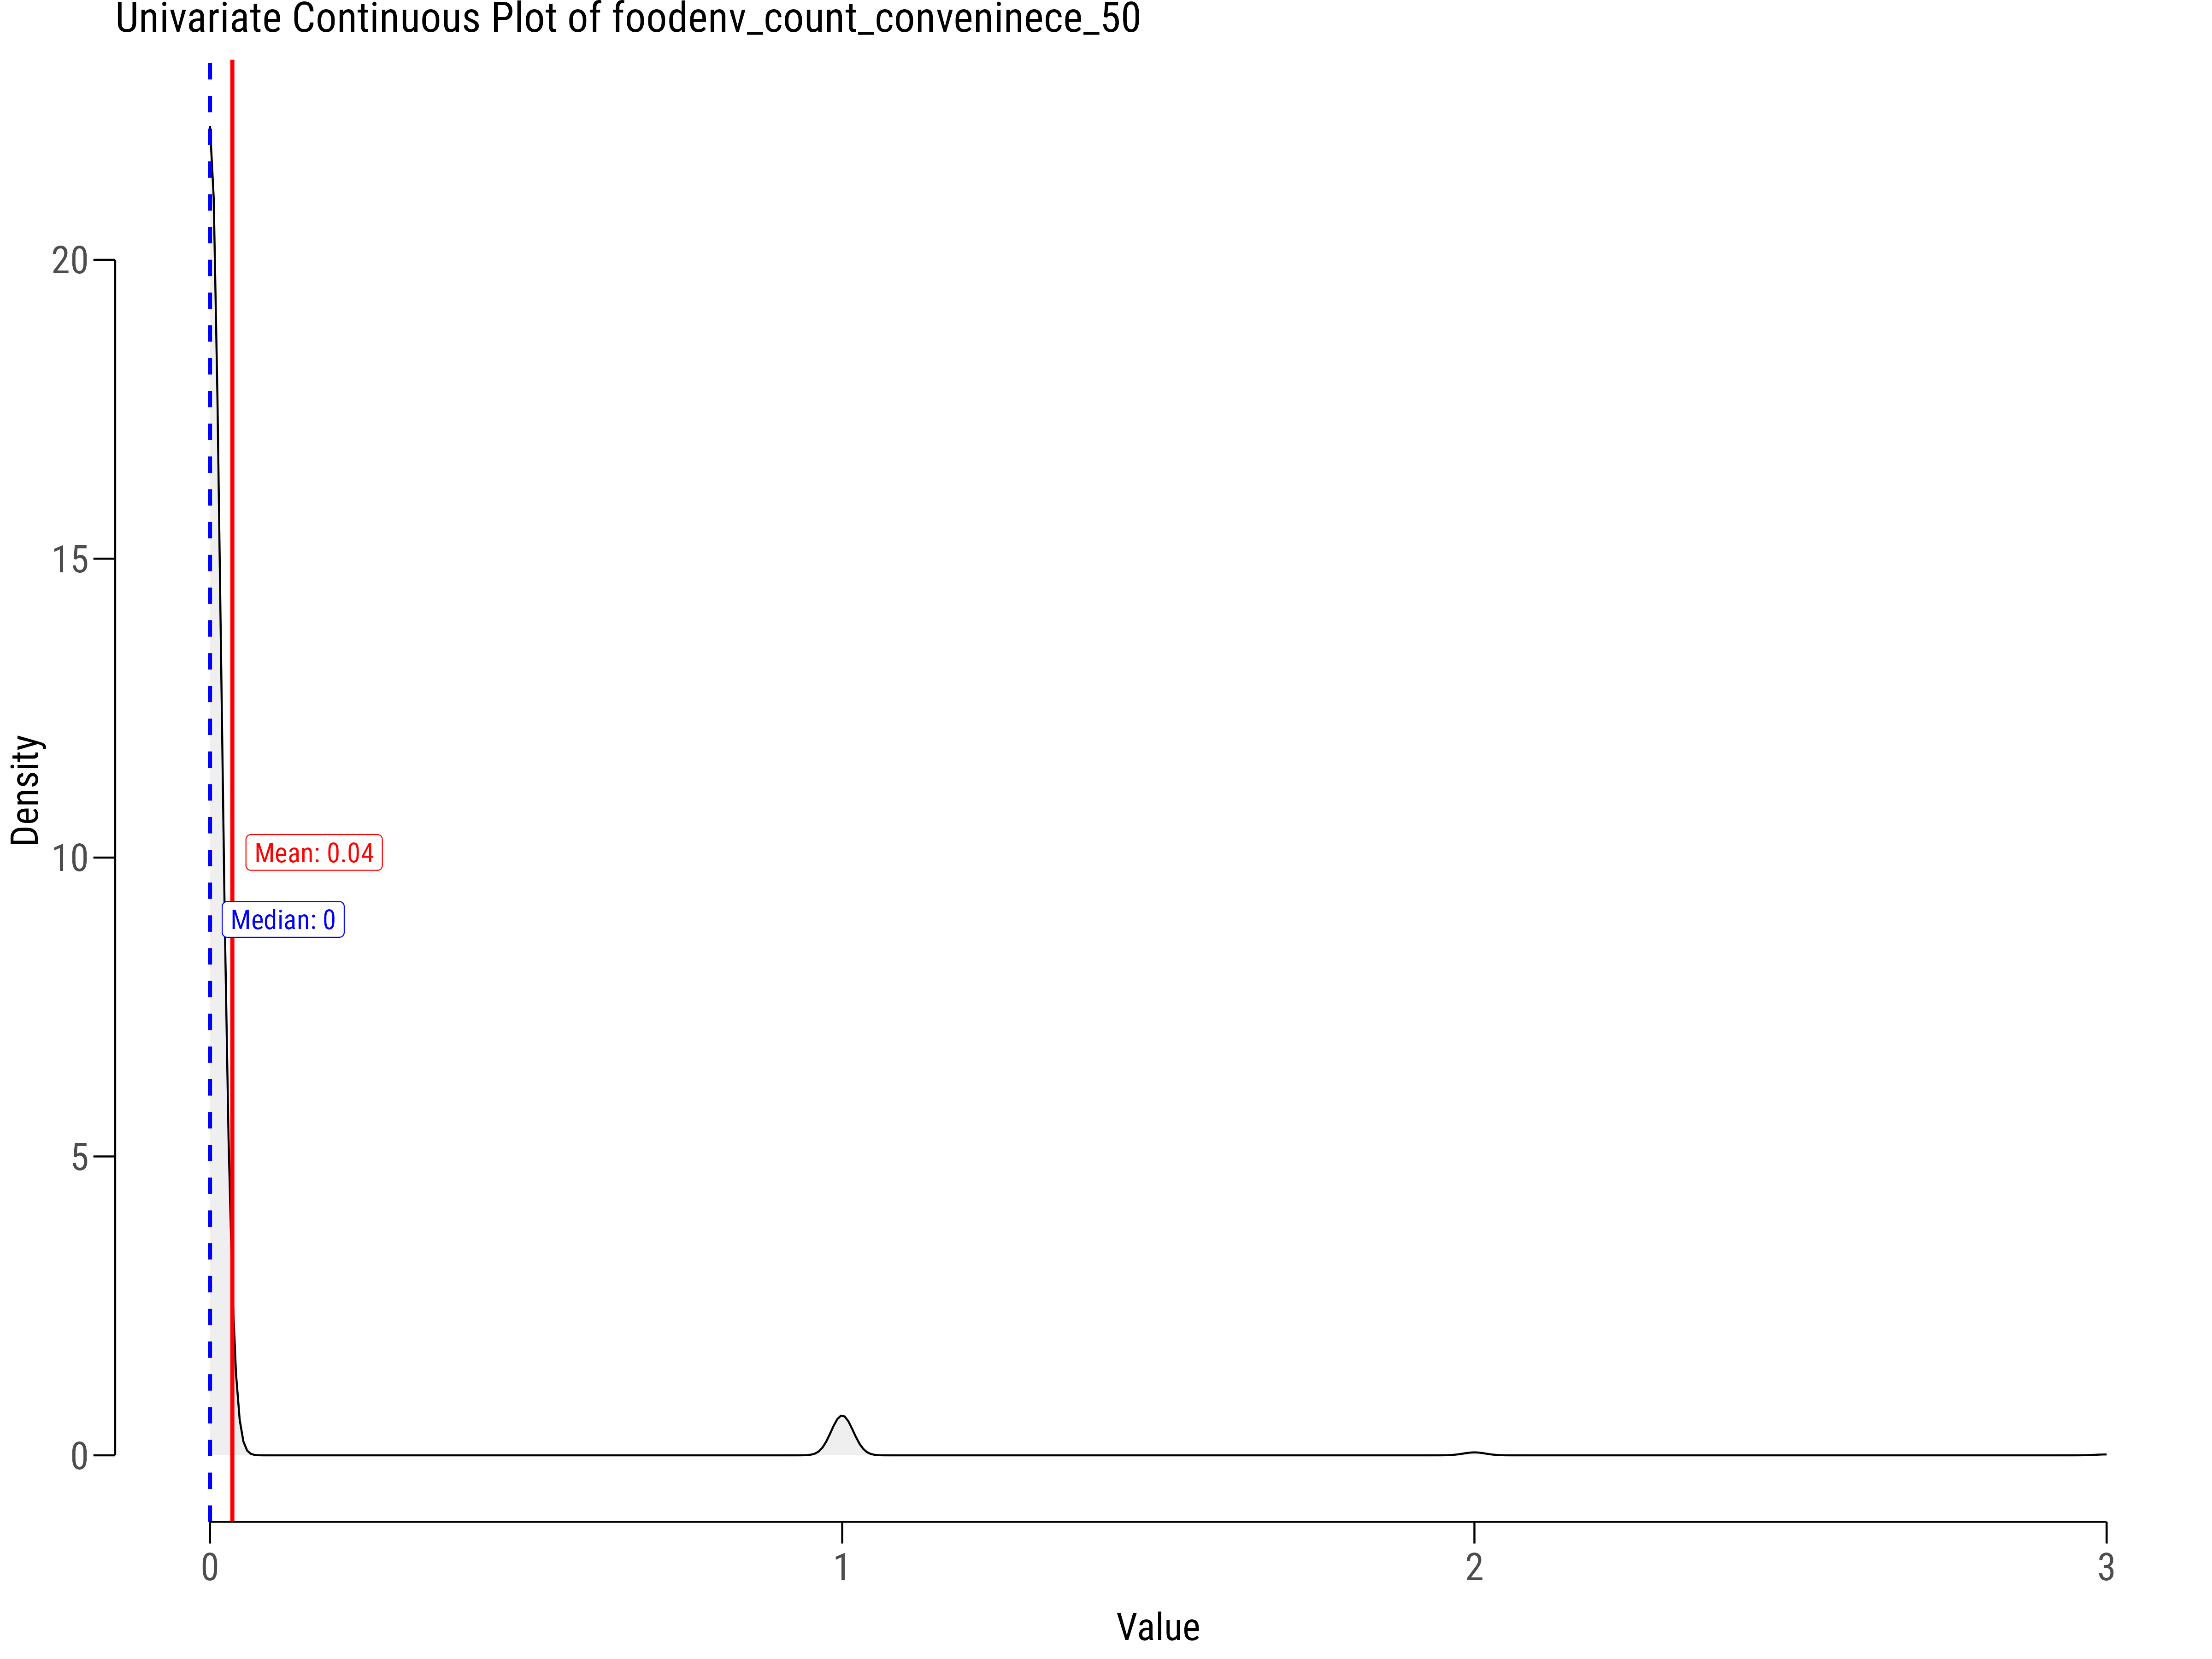 Univariate Continuous Plot of foodenv_count_conveninece_50
Density
20
15
10
5
0
Mean: 0.04
Median: 0
0 1 2 3
Value